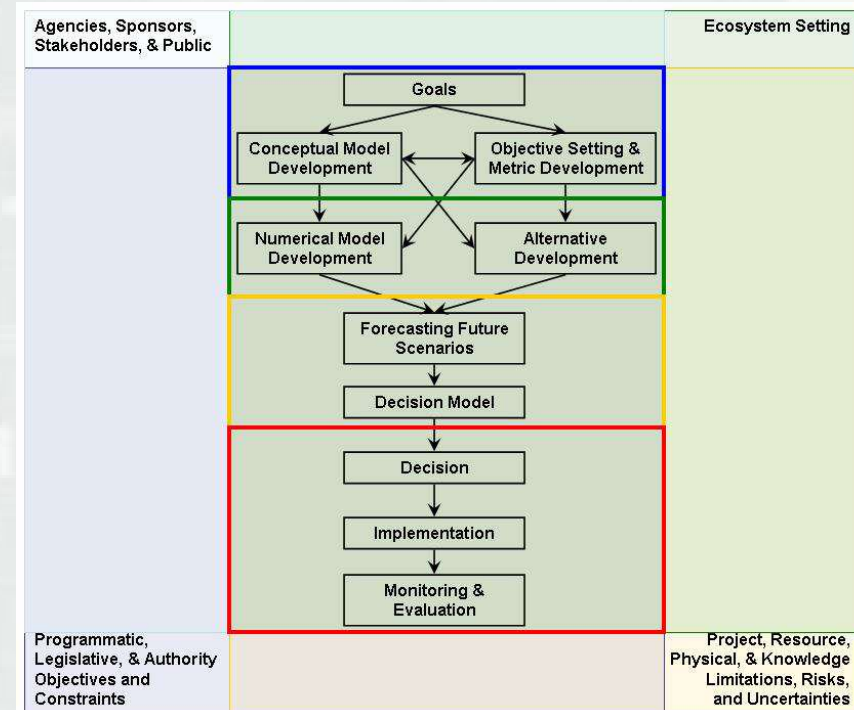 Agencies, Sponsors,
Stakeholders, & Public
Ecosystem Setting
Goals
Conceptual Model
Development
Objective Setting &
Metric Development
Numerical Model
Development
Alternative
Development
Forecasting Future
Scenarios
Decision Model
Decision
Implementation
Monitoring &
Evaluation
Programmatic,
Legislative, & Authority
Objectives and
Constraints
Project, Resource,
Physical, & Knowledge
Limitations, Risks,
and Uncertainties